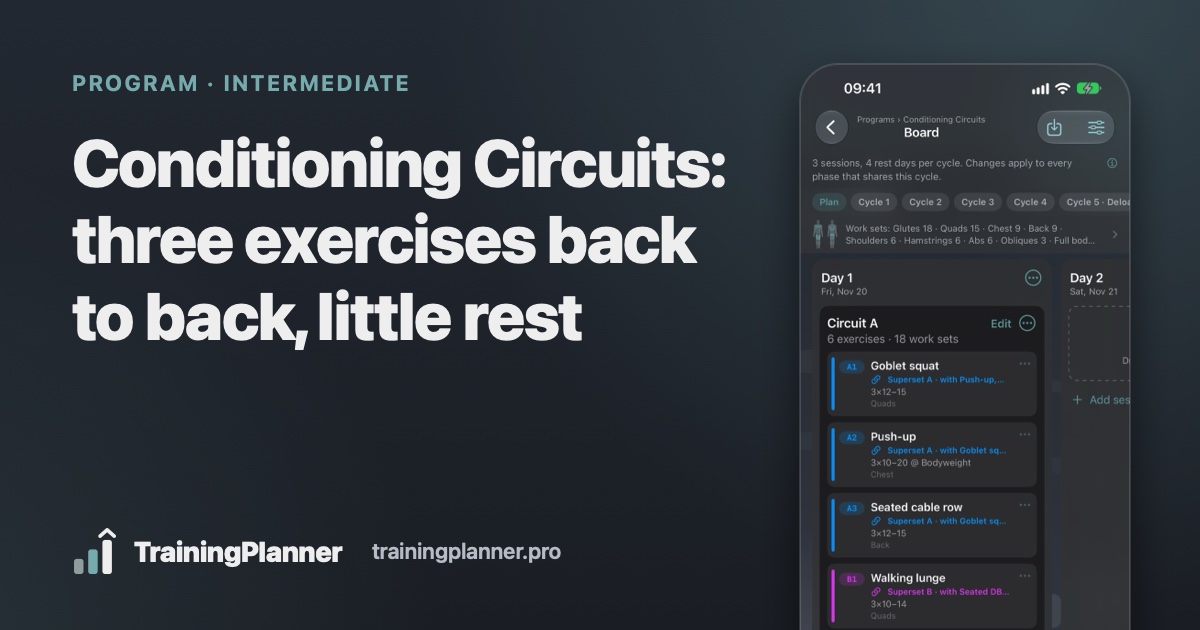 PROGRAM · INTERMEDIATE
Conditioning Circuits:
three exercises back
to back, little rest
TrainingPlanner
trainingplanner.pro
09:41
Programs › Conditioning Circuits
Board
3 sessions, 4 rest days per cycle. Changes apply to every
phase that shares this cycle.
Plan
Cycle 1
Cycle 2
Cycle 3
Cycle 4
Cycle 5 · Deloa
Work sets: Glutes 18 · Quads 15 · Chest 9 · Back 9 ·
Shoulders 6 · Hamstrings 6 · Abs 6 · Obliques 3 · Full bod...
Day 1
Fri, Nov 20
Circuit A
Edit
6 exercises · 18 work sets
A1
Goblet squat
Superset A · with Push-up,...
3×12–15
Quads
A2
Push-up
Superset A · with Goblet sq...
3×10–20 @ Bodyweight
Chest
A3
Seated cable row
Superset A · with Goblet sq...
3×12–15
Back
B1
Walking lunge
Superset B · with Seated DB...
3×10–14
Quads
Day 2
Sat, Nov 21
+ Add ses